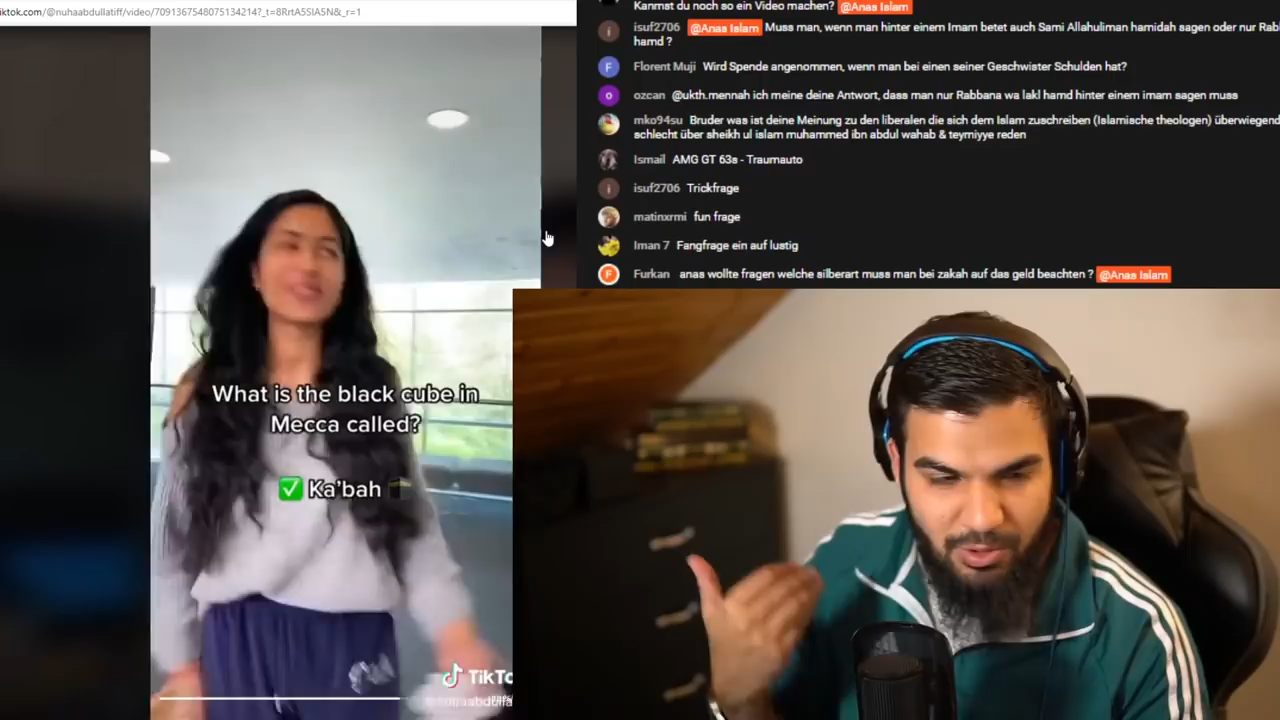 iktok.com/@nuhaabdullatiff/video/7091367548075134214?_t=8RrtA5SIA5N&_r=1
What is the black cube in
Mecca called?
✅ Ka'bah 🕋
TikTo
Kannst du noch so ein Video machen? @Anas Islam
isuf2706 @Anas Islam Muss man, wenn man hinter einem Imam betet auch Sami Allahuliman hamidah sagen oder nur Rab
hamd ?
Florent Muji Wird Spende angenommen, wenn man bei einen seiner Geschwister Schulden hat?
ozcan @ukth.mennah ich meine deine Antwort, dass man nur Rabbana wa lakl hamd hinter einem imam sagen muss
mko94su Bruder was ist deine Meinung zu den liberalen die sich dem Islam zuschreiben (Islamische theologen) überwiegend
schlecht über sheikh ul islam muhammed ibn abdul wahab & teymiyye reden
Ismail AMG GT 63s - Traumauto
isuf2706 Trickfrage
matinxrmi fun frage
Iman 7 Fangfrage ein auf lustig
Furkan anas wollte fragen welche silberart muss man bei zakah auf das geld beachten ? @Anas Islam